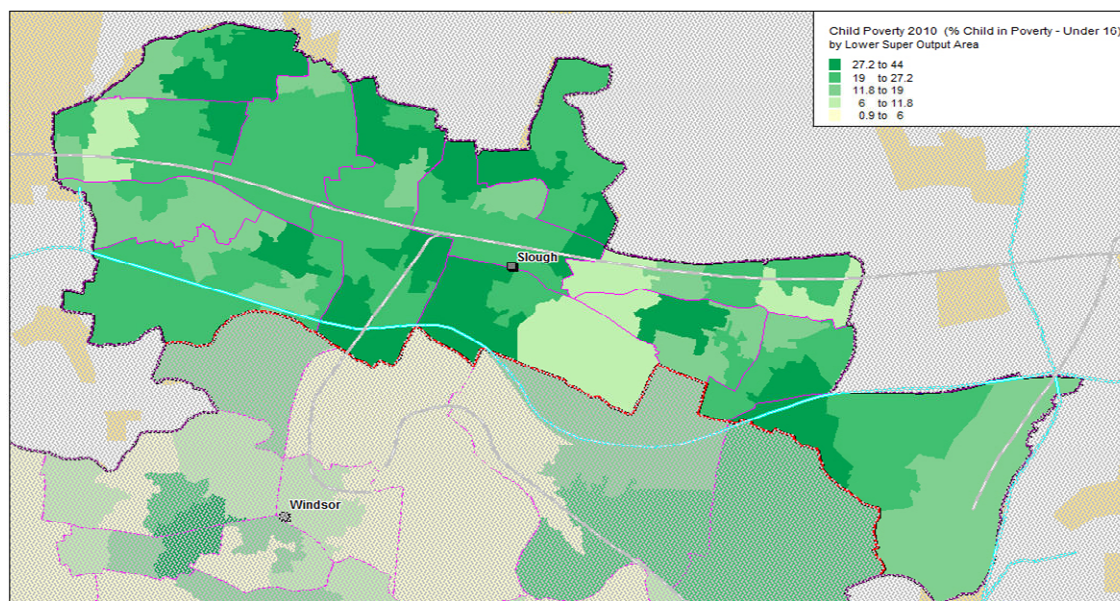 Child Poverty 2010 (% Child in Poverty - Under 16)
by Lower Super Output Area
27.2 to 44
19 to 27.2
11.8 to 19
6 to 11.8
0.9 to 6
Slough
Windsor